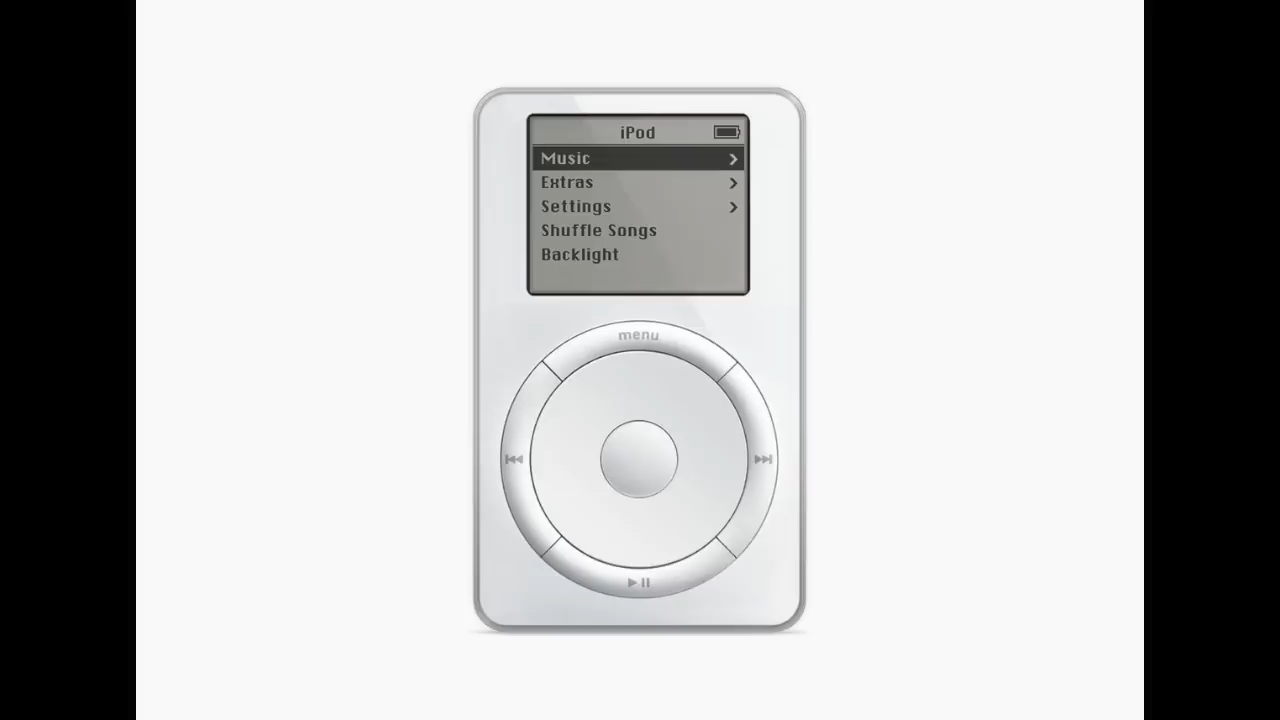 iPod
Music
Extras
Settings
Shuffle Songs
Backlight
menu